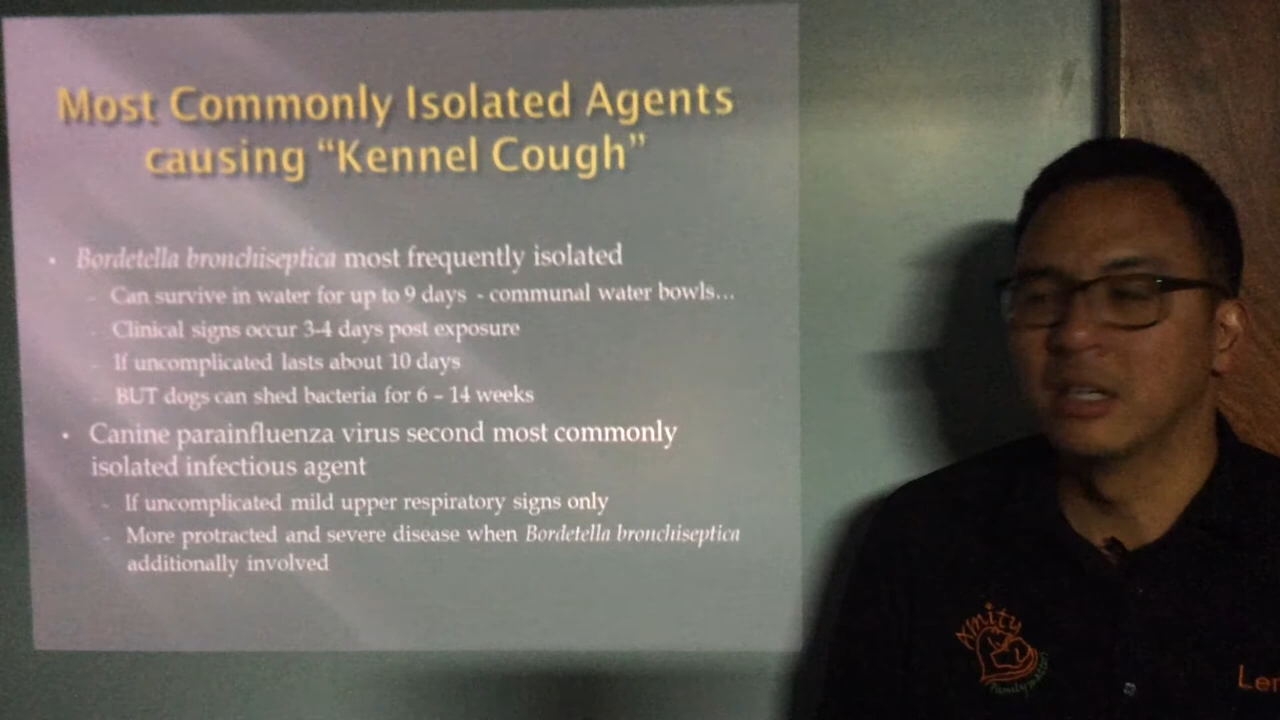 Most Commonly Isolated Agents
causing “Kennel Cough”
• Bordetella bronchiseptica most frequently isolated
- Can survive in water for up to 9 days - communal water bowls...
- Clinical signs occur 3-4 days post exposure
- If uncomplicated lasts about 10 days
- BUT dogs can shed bacteria for 6 – 14 weeks
• Canine parainfluenza virus second most commonly
isolated infectious agent
- If uncomplicated mild upper respiratory signs only
- More protracted and severe disease when Bordetella bronchiseptica
additionally involved
Amity
Ler